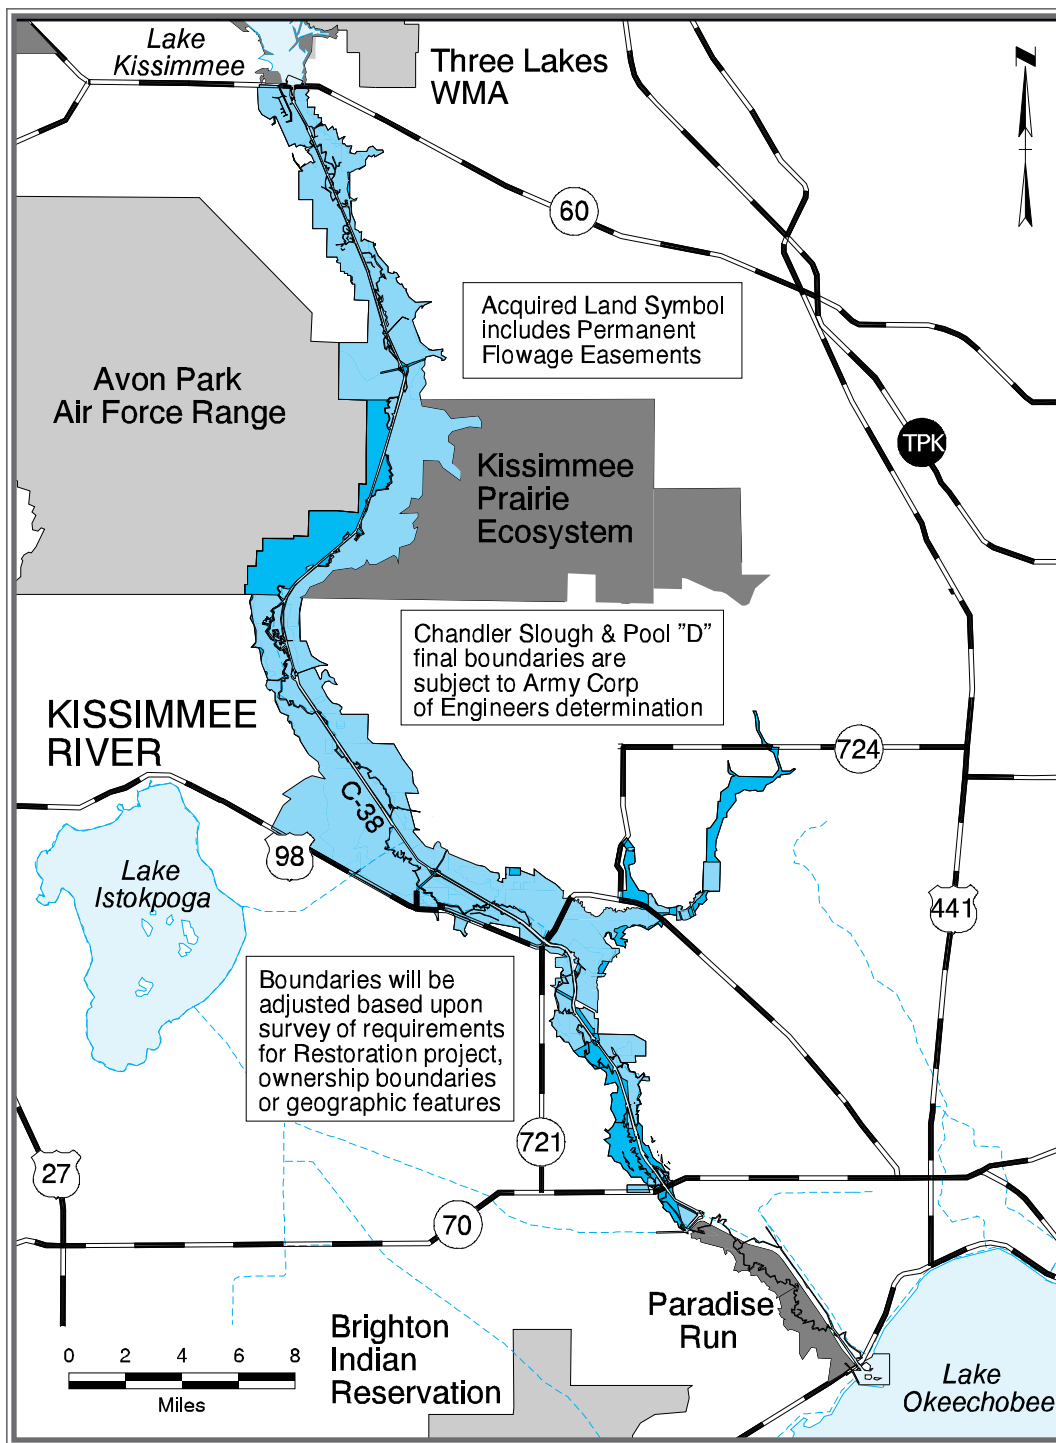 Lake
Kissimmee
Three Lakes
WMA
60
Acquired Land Symbol
includes Permanent
Flowage Easements
Avon Park
Air Force Range
TPK
Kissimmee
Prairie
Ecosystem
Chandler Slough & Pool ”D”
final boundaries are
subject to Army Corp
of Engineers determination
KISSIMMEE
RIVER
724
C-38
98
Lake
Istokpoga
441
Boundaries will be
adjusted based upon
survey of requirements
for Restoration project,
ownership boundaries
or geographic features
721
27
70
Paradise
Run
Brighton
Indian
Reservation
0 2 4 6 8
Miles
Lake
Okeechobee